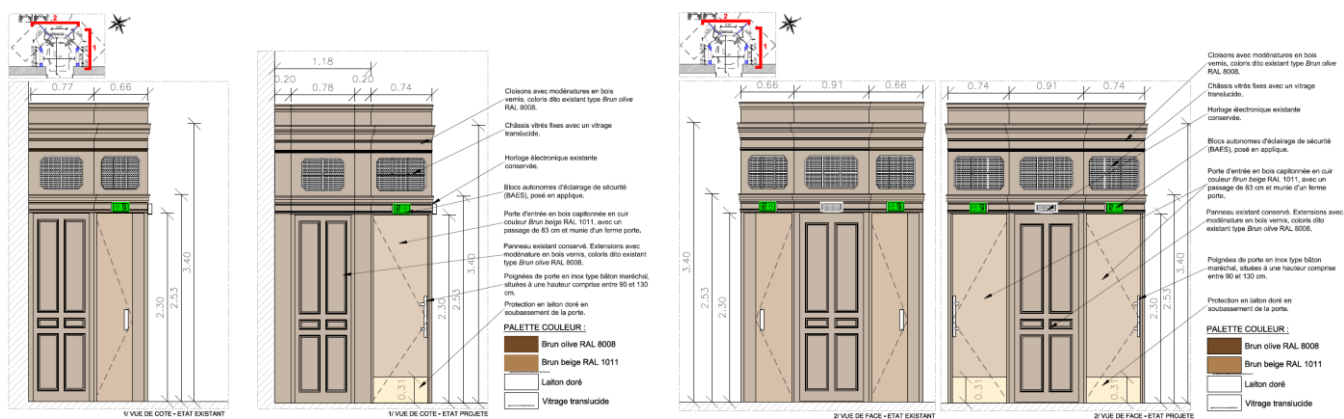 2
1
0.77
0.66
3.40
2.53
2.30
1/ VUE DE COTE - ETAT EXISTANT
1.18
0.20
0.78
0.20
0.74
3.40
2.53
2.30
0.31
1/ VUE DE COTE - ETAT PROJETE
Cloisons avec modénatures en bois
vernis, coloris dito existant type Brun olive
RAL 8008.
Châssis vitrés fixes avec un vitrage
translucide.
Horloge électronique existante
conservée.
Blocs autonomes d'éclairage de sécurité
(BAES), posé en applique.
Porte d'entrée en bois capitonnée en cuir
couleur Brun beige RAL 1011, avec un
passage de 83 cm et munie d'un ferme porte.
Panneau existant conservé. Extensions avec
modénature en bois vernis, coloris dito existant
type Brun olive RAL 8008.
Poignées de porte en inox type bâton maréchal,
situées à une hauteur comprise entre 90 et 130
cm.
Protection en laiton doré en
soubassement de la porte.
PALETTE COULEUR :
Brun olive RAL 8008
Brun beige RAL 1011
Laiton doré
Vitrage translucide
2
1
0.66
0.91
0.66
3.40
2.53
2.30
2/ VUE DE FACE - ETAT EXISTANT
0.74
0.91
0.74
2.30
2.53
3.40
0.31
0.31
2/ VUE DE FACE - ETAT PROJETE
Cloisons avec modénatures en bois
vernis, coloris dito existant type Brun olive
RAL 8008.
Châssis vitrés fixes avec un vitrage
translucide.
Horloge électronique existante
conservée.
Blocs autonomes d'éclairage de sécurité
(BAES), posé en applique.
Porte d'entrée en bois capitonnée en cuir
couleur Brun beige RAL 1011, avec un
passage de 83 cm et munie d'un ferme
porte.
Panneau existant conservé. Extensions avec
modénature en bois vernis, coloris dito
existant type Brun olive RAL 8008.
Poignées de porte en inox type bâton
maréchal, situées à une hauteur comprise
entre 90 et 130 cm.
Protection en laiton doré en
soubassement de la porte.
PALETTE COULEUR :
Brun olive RAL 8008
Brun beige RAL 1011
Laiton doré
Vitrage translucide